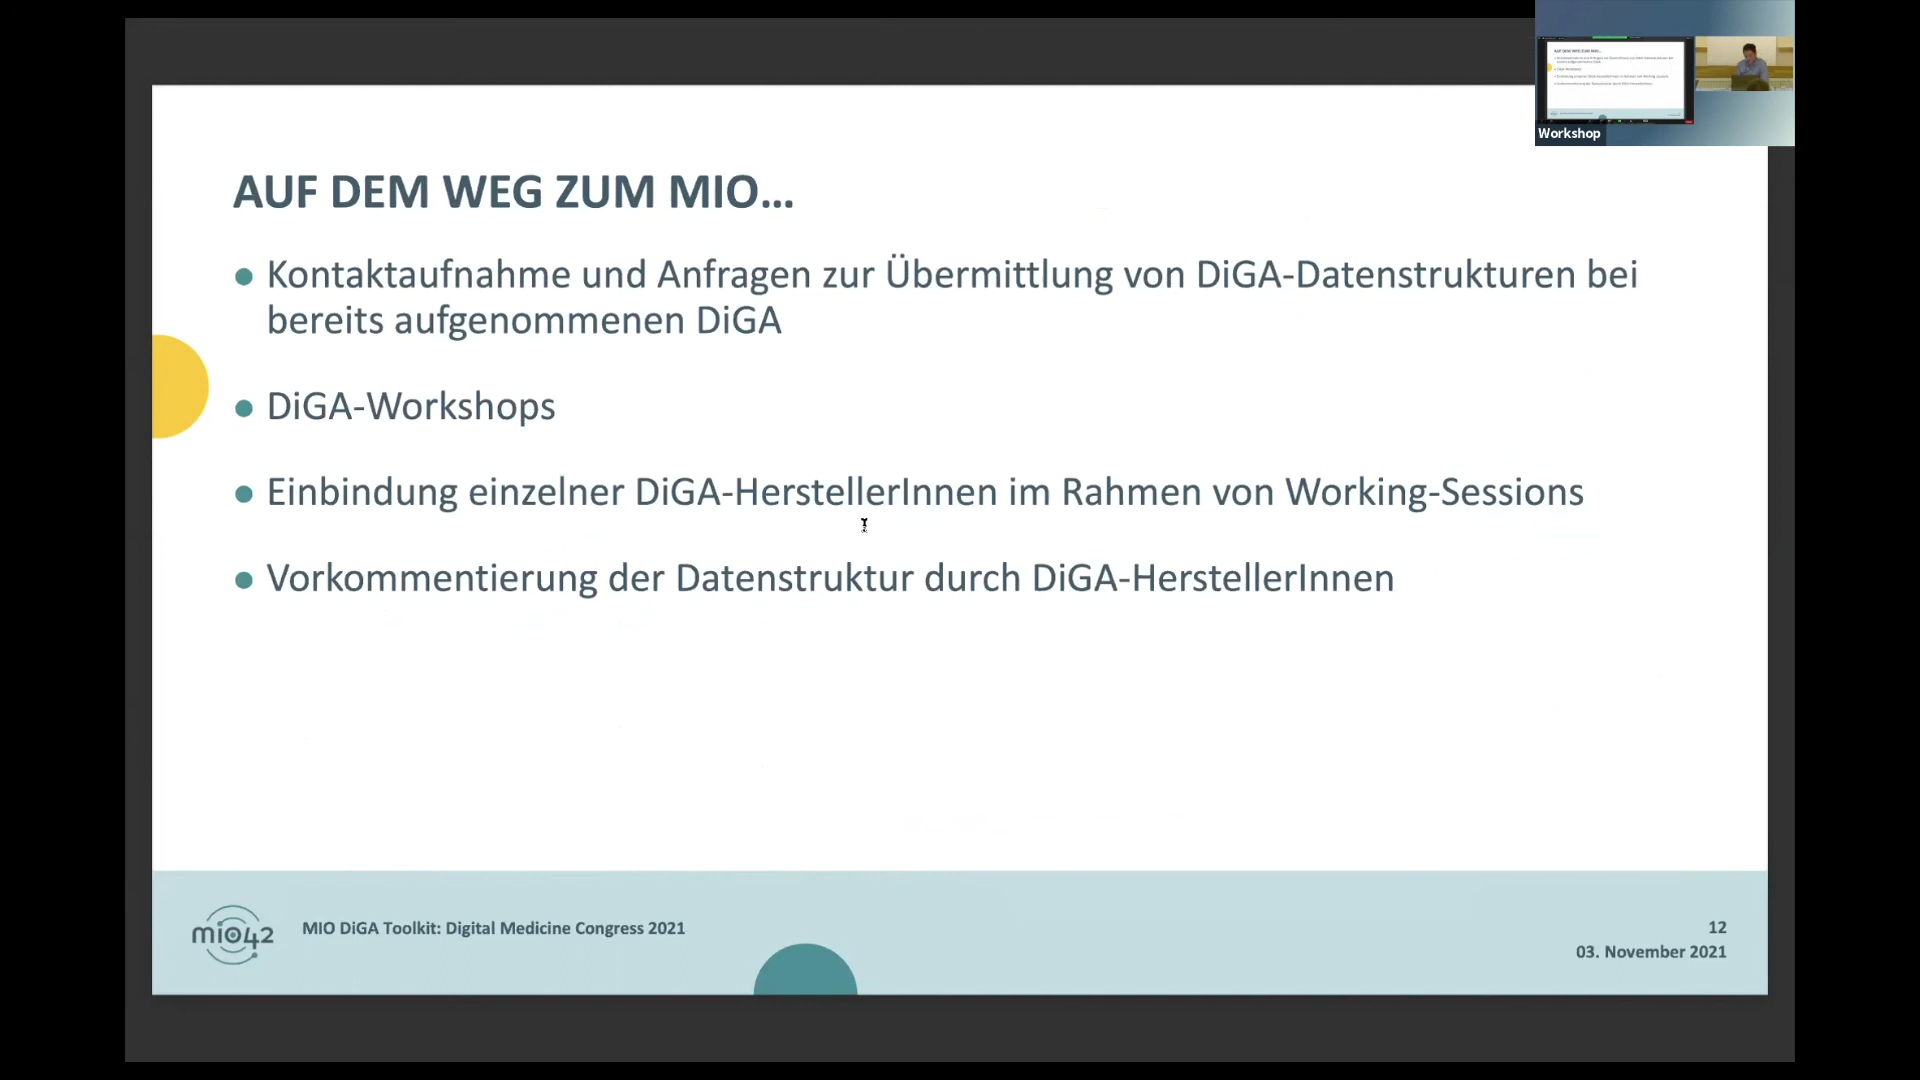 Workshop
AUF DEM WEG ZUM MIO...
Kontaktaufnahme und Anfragen zur Übermittlung von DiGA-Datenstrukturen bei
bereits aufgenommenen DiGA
DiGA-Workshops
Einbindung einzelner DiGA-HerstellerInnen im Rahmen von Working-Sessions
Vorkommentierung der Datenstruktur durch DiGA-HerstellerInnen
mio42
MIO DiGA Toolkit: Digital Medicine Congress 2021
12
03. November 2021